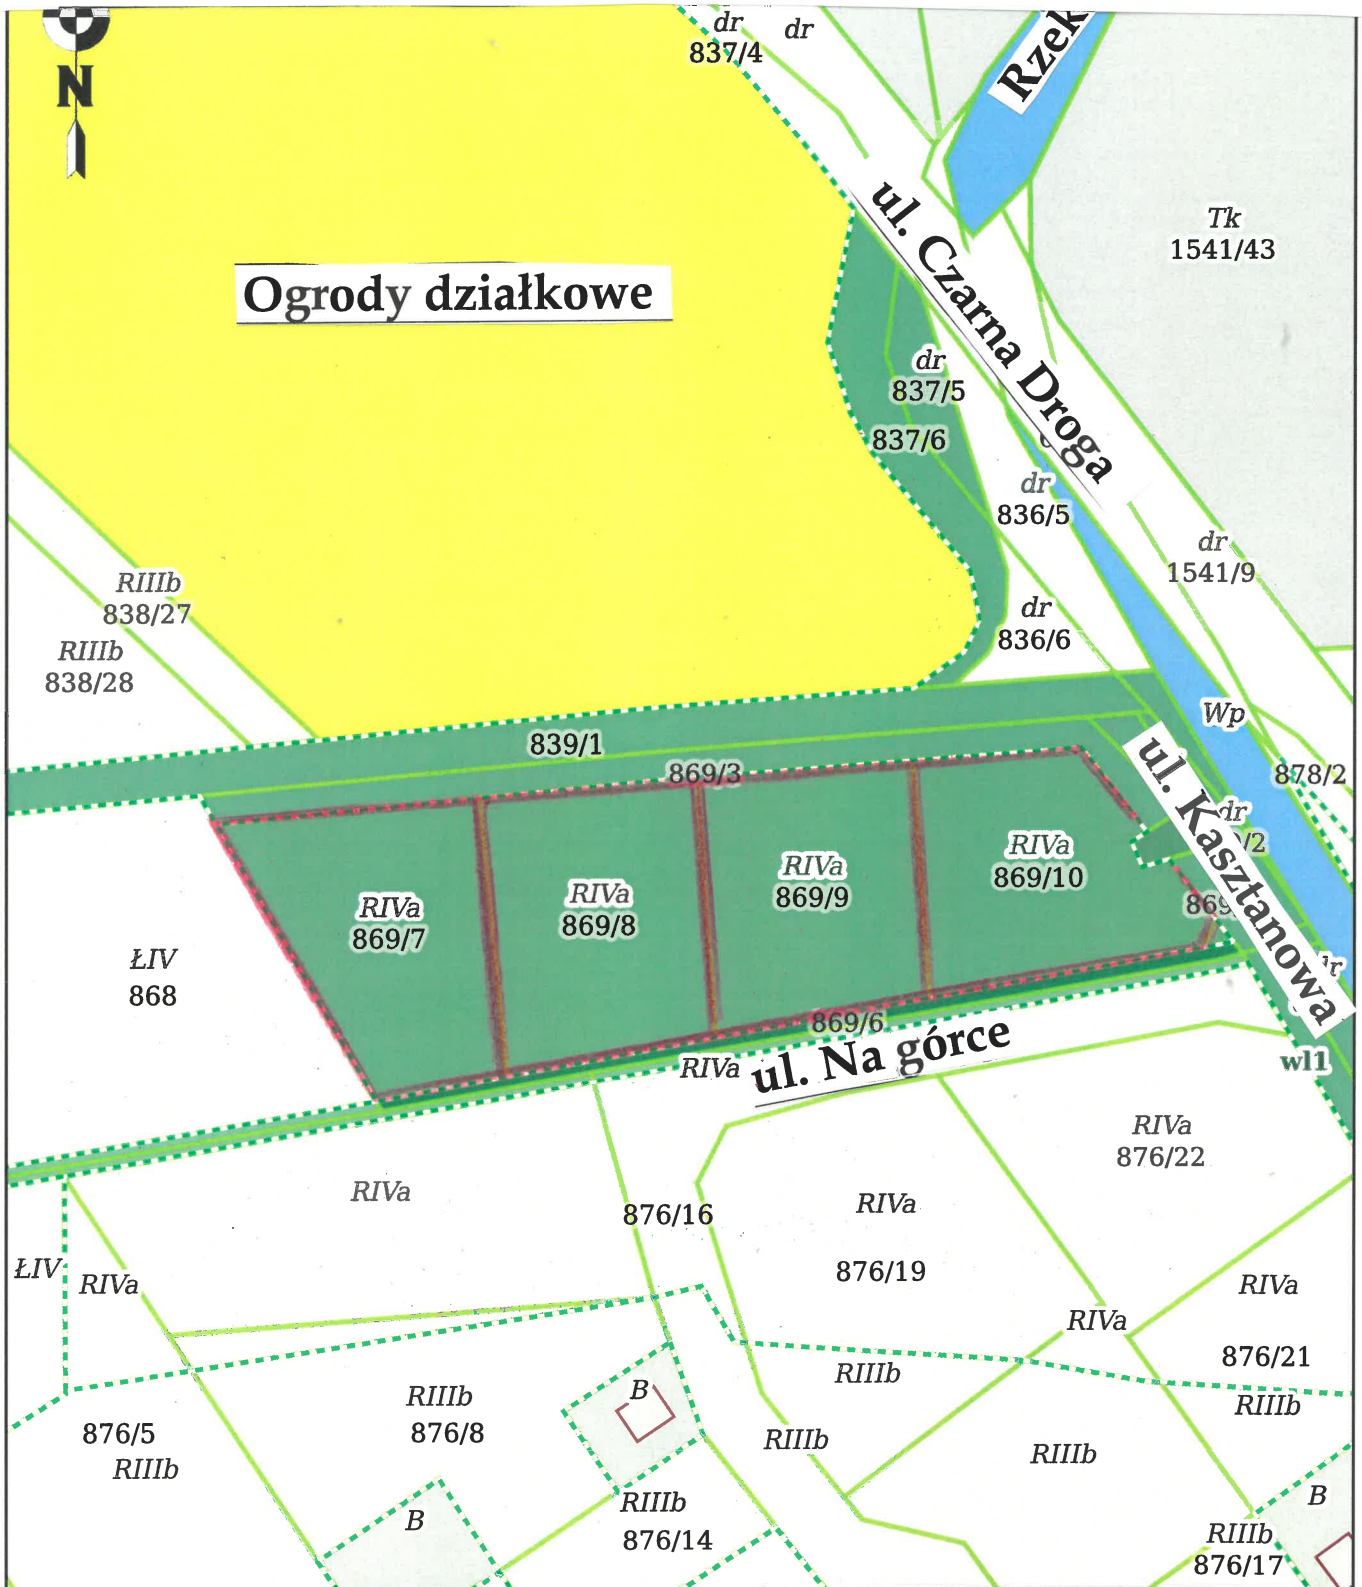 dr
837/4
dr
Rzek
N
Tk
1541/43
ul. Czarna Droga
Ogrody działkowe
dr
837/5
837/6
dr
836/5
dr
1541/9
RIIIb
838/27
dr
836/6
RIIIb
838/28
Wp
839/1
869/3
878/2
ul. Kasztanowa
dr
/2
RIVa
869/10
RIVa
869/9
RIVa
869/8
RIVa
869/7
869
ŁIV
868
dr
869/6
ul. Na górce
RIVa
wl1
RIVa
876/22
RIVa
RIVa
876/16
876/19
ŁIV
RIVa
RIVa
RIVa
876/21
RIIIb
B
RIIIb
876/8
RIIIb
876/5
RIIIb
RIIIb
RIIIb
B
RIIIb
876/14
B
RIIIb
876/17